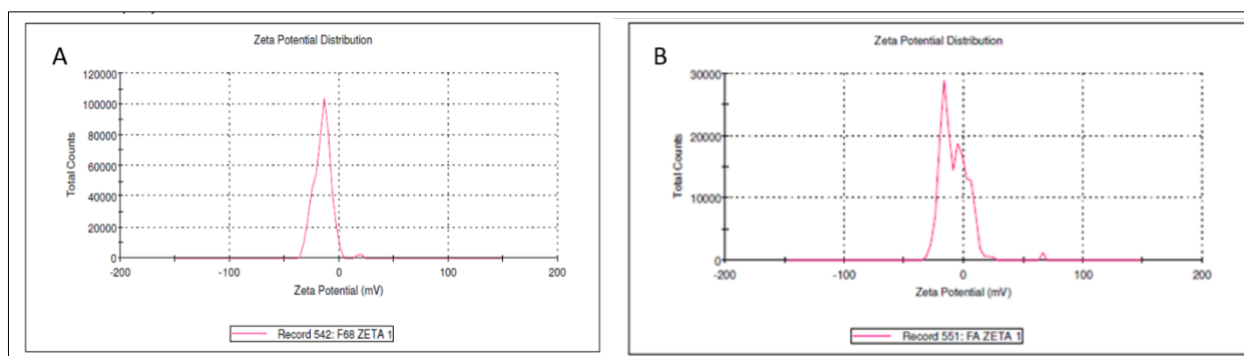 A
Zeta Potential Distribution
Total Counts
120000
100000
80000
60000
40000
20000
0
-200 -100 0 100 200
Zeta Potential (mV)
Record 542: F68 ZETA 1
B
Zeta Potential Distribution
Total Counts
30000
20000
10000
0
-200 -100 0 100 200
Zeta Potential (mV)
Record 551: FA ZETA 1